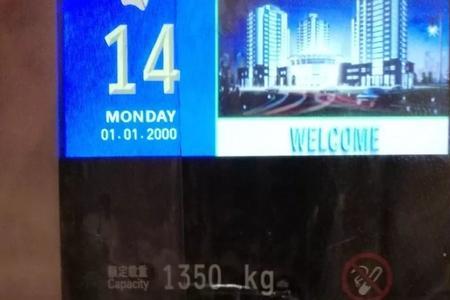 14
MONDAY
01·01·2000
WELCOME
额定载重
Capacity 1350 kg